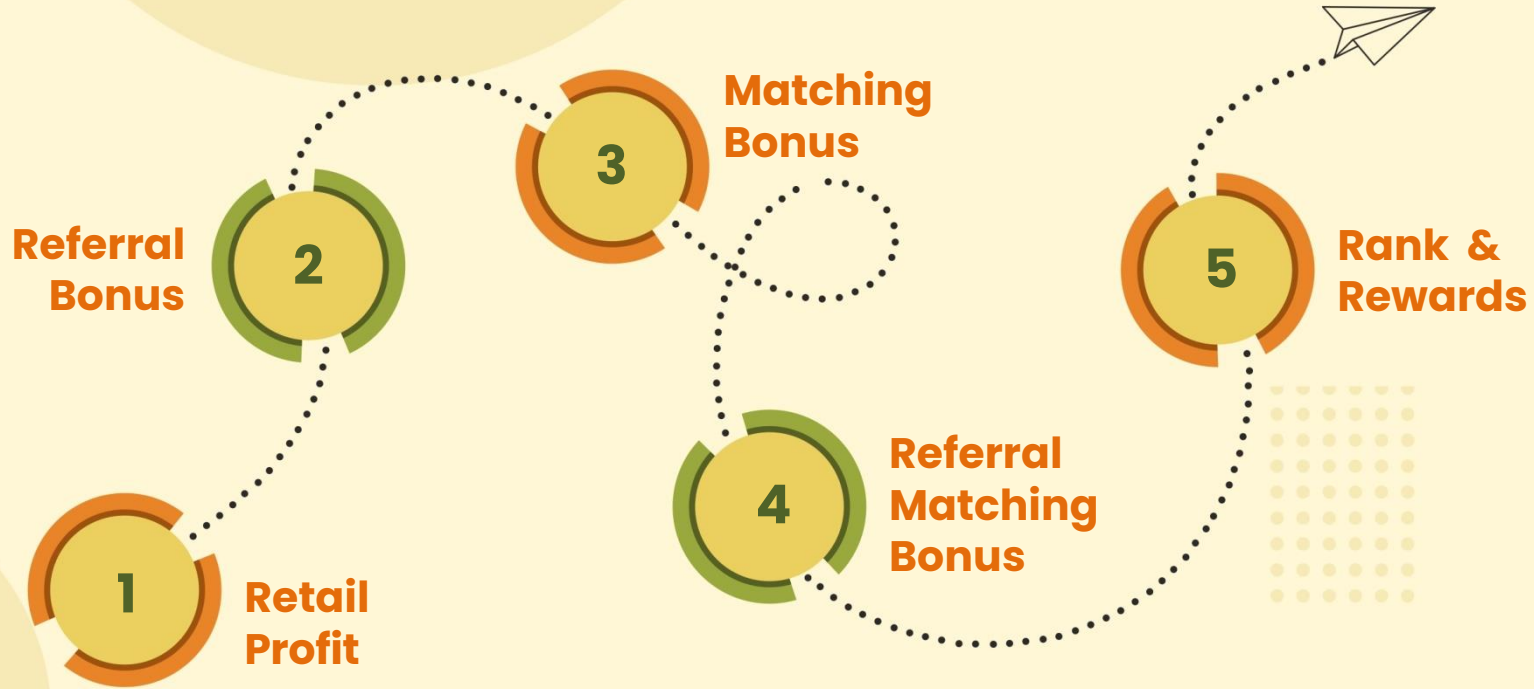 1
Retail
Profit
2
Referral
Bonus
3
Matching
Bonus
4
Referral
Matching
Bonus
5
Rank &
Rewards